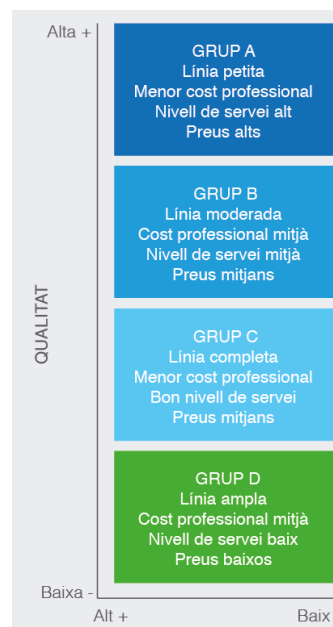 Alta +
GRUP A
Línia petita
Menor cost professional
Nivell de servei alt
Preus alts
GRUP B
Línia moderada
Cost professional mitjà
Nivell de servei mitjà
Preus mitjans
QUALITAT
GRUP C
Línia completa
Menor cost professional
Bon nivell de servei
Preus mitjans
GRUP D
Línia ampla
Cost professional mitjà
Nivell de servei baix
Preus baixos
Baixa -
Alt +
Baix